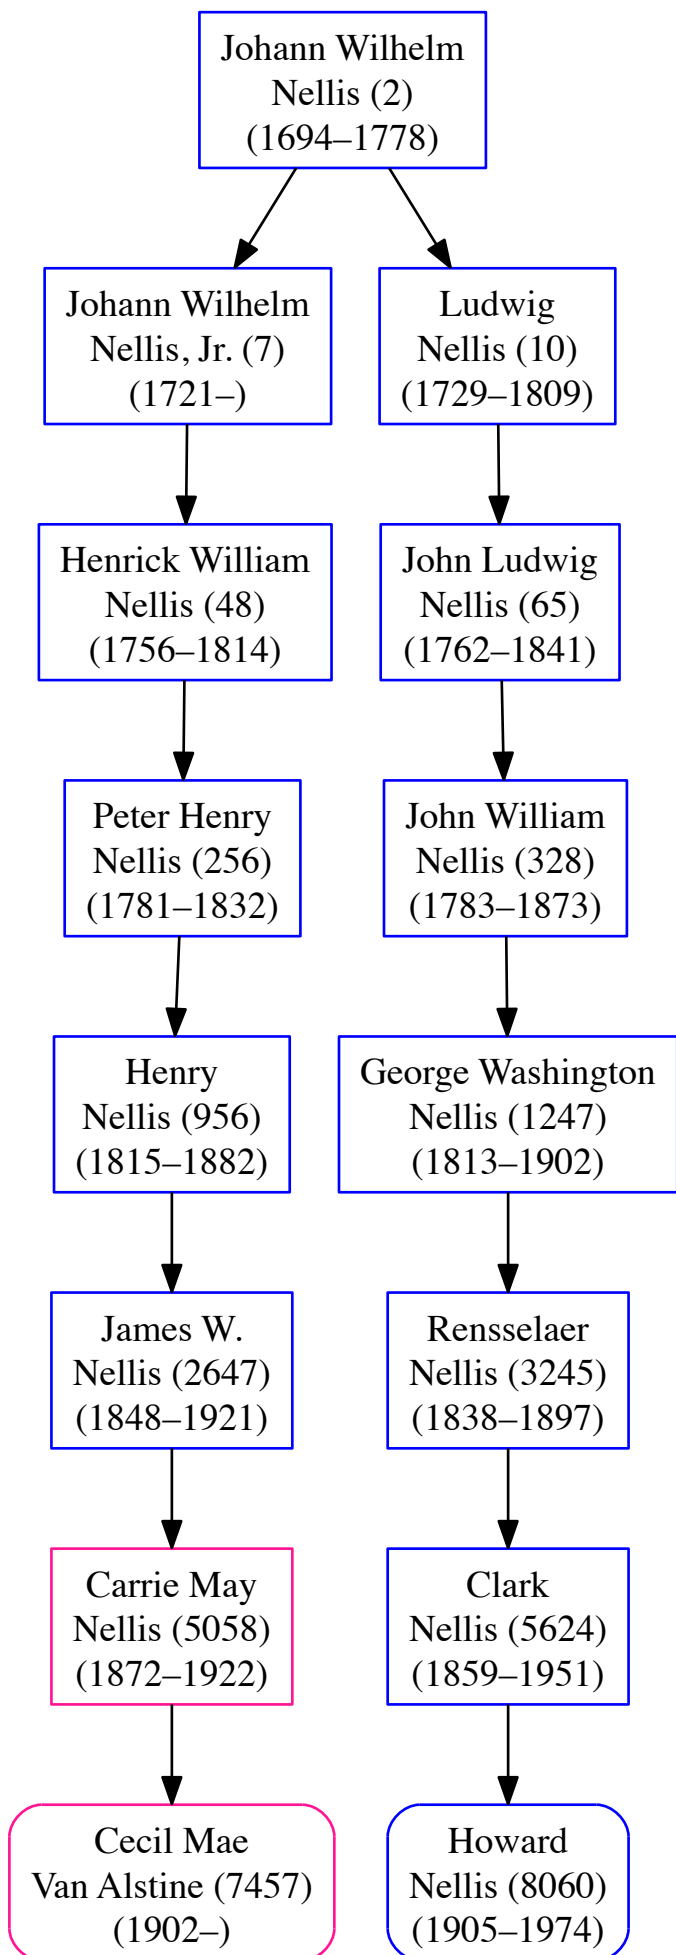 Johann Wilhelm
Nellis (2)
(1694–1778)
Johann Wilhelm
Nellis, Jr. (7)
(1721–)
Ludwig
Nellis (10)
(1729–1809)
Henrick William
Nellis (48)
(1756–1814)
John Ludwig
Nellis (65)
(1762–1841)
Peter Henry
Nellis (256)
(1781–1832)
John William
Nellis (328)
(1783–1873)
Henry
Nellis (956)
(1815–1882)
George Washington
Nellis (1247)
(1813–1902)
James W.
Nellis (2647)
(1848–1921)
Rensselaer
Nellis (3245)
(1838–1897)
Carrie May
Nellis (5058)
(1872–1922)
Clark
Nellis (5624)
(1859–1951)
Cecil Mae
Van Alstine (7457)
(1902–)
Howard
Nellis (8060)
(1905–1974)